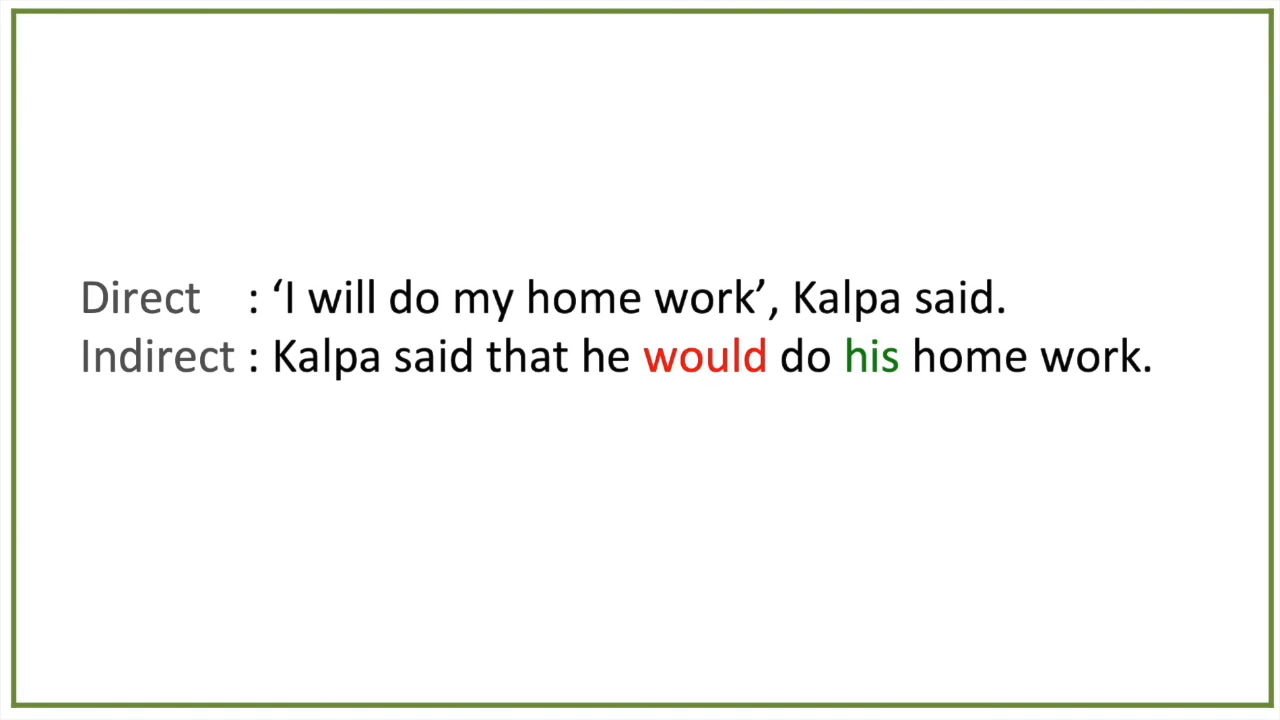 Direct : ‘I will do my home work’, Kalpa said.
Indirect : Kalpa said that he would do his home work.